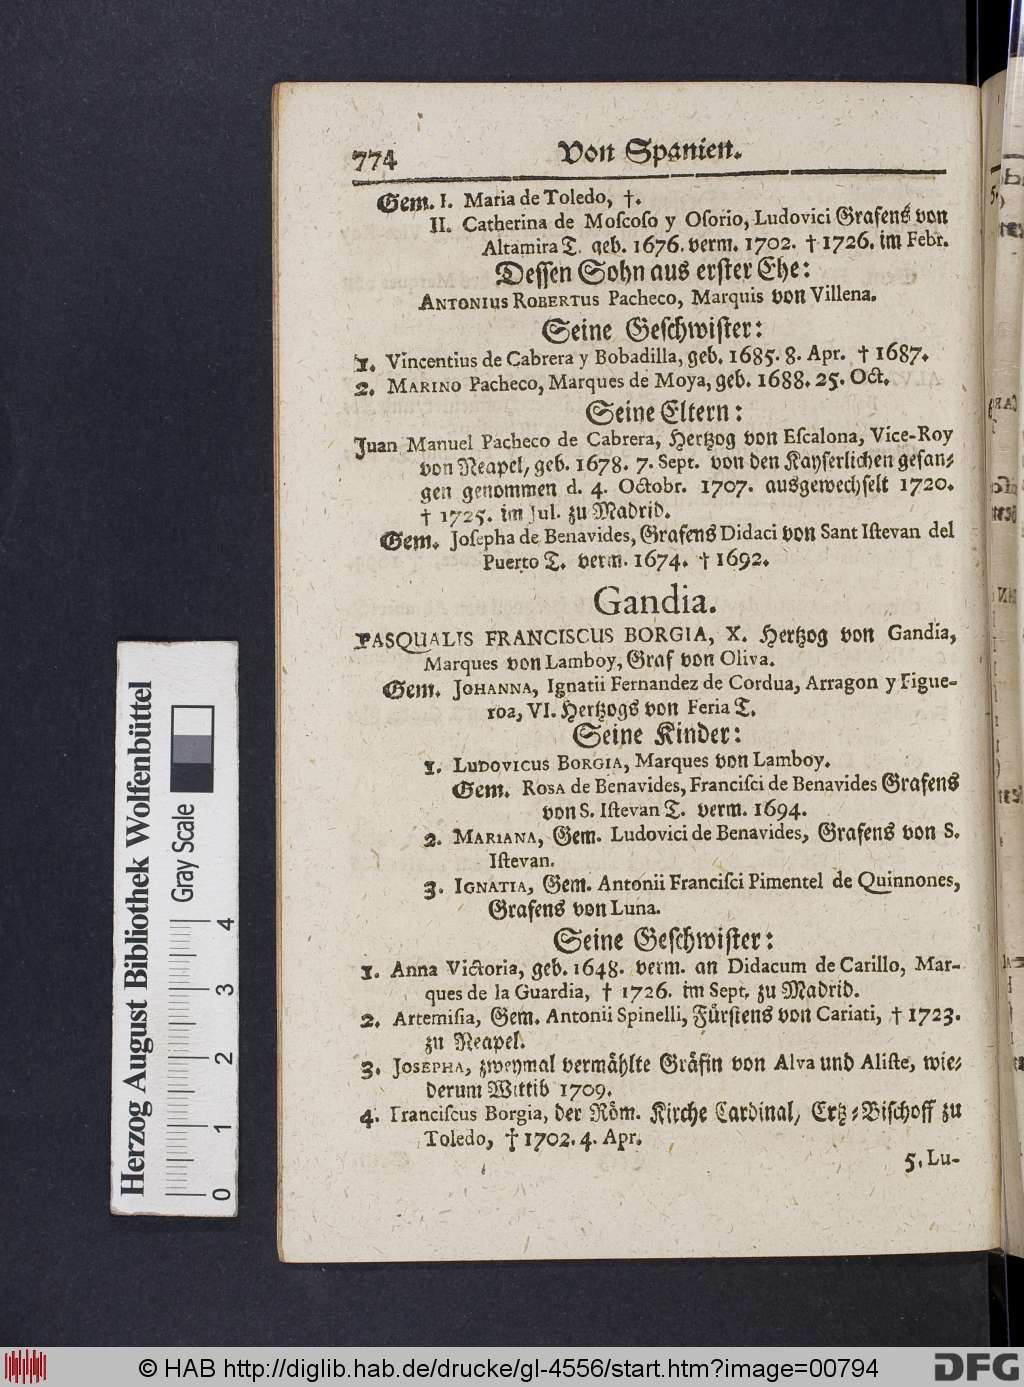 774 Von Spanien.
Gem. I. Maria de Toledo, †.
II. Catherina de Moſcoſo y Oſorio, Ludovici Grafens von
Altamira T. geb. 1676. verm. 1702. † 1726. im Febr.
Deſſen Sohn aus erſter Ehe:
ANTONIUS ROBERTUS Pacheco, Marquis von Villena.
Seine Geſchwiſter:
1. Vincentius de Cabrera y Bobadilla, geb. 1685. 8. Apr. † 1687.
2. MARINO Pacheco, Marques de Moya, geb. 1688. 25. Oct.
Seine Eltern:
Juan Manuel Pacheco de Cabrera, Hertzog von Eſcalona, Vice-Roy
von Neapel, geb. 1678. 7. Sept. von den Kayſerlichen gefan-
gen genommen d. 4. Octobr. 1707. ausgewechſelt 1720.
† 1725. im Jul. zu Madrid.
Gem. Joſepha de Benavides, Grafens Didaci von Sant Iſtevan del
Puerto T. verm. 1674. † 1692.
Gandia.
PASQUALIS FRANCISCUS BORGIA, X. Hertzog von Gandia,
Marques von Lamboy, Graf von Oliva.
Gem. JOHANNA, Ignatii Fernandez de Cordua, Arragon y Figue-
roa, VI. Hertzogs von Feria T.
Seine Kinder:
1. LUDOVICUS BORGIA, Marques von Lamboy.
Gem. ROSA de Benavides, Franciſci de Benavides Grafens
von S. Iſtevan T. verm. 1694.
2. MARIANA, Gem. Ludovici de Benavides, Grafens von S.
Iſtevan.
3. IGNATIA, Gem. Antonii Franciſci Pimentel de Quinnones,
Grafens von Luna.
Seine Geſchwiſter:
1. Anna Victoria, geb. 1648. verm. an Didacum de Carillo, Mar-
ques de la Guardia, † 1726. im Sept. zu Madrid.
2. Artemiſia, Gem. Antonii Spinelli, Fürſtens von Cariati, † 1723.
zu Neapel.
3. JOSEPHA, zweymal vermählte Gräfin von Alva und Aliſte, wie-
derum Wittib 1709.
4. Franciſcus Borgia, der Röm. Kirche Cardinal, Ertz-Biſchoff zu
Toledo, † 1702. 4. Apr.
5. Lu-
Herzog August Bibliothek Wolfenbüttel
Gray Scale
0 1 2 3 4
© HAB http://diglib.hab.de/drucke/gl-4556/start.htm?image=00794
DFG